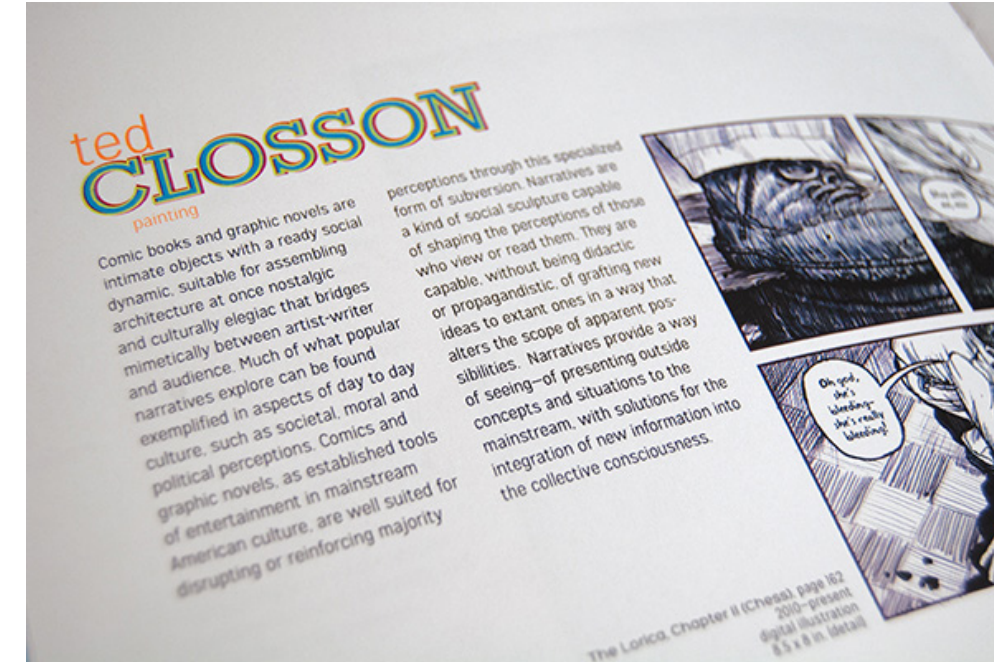 ted
CLOSSON
painting
Comic books and graphic novels are
intimate objects with a ready social
dynamic, suitable for assembling
architecture at once nostalgic
and culturally elegiac that bridges
mimetically between artist-writer
and audience. Much of what popular
narratives explore can be found
exemplified in aspects of day to day
culture, such as societal, moral and
political perceptions. Comics and
graphic novels, as established tools
of entertainment in mainstream
American culture, are well suited for
disrupting or reinforcing majority
perceptions through this specialized
form of subversion. Narratives are
a kind of social sculpture capable
of shaping the perceptions of those
who view or read them. They are
capable, without being didactic
or propagandistic, of grafting new
ideas to extant ones in a way that
alters the scope of apparent pos-
sibilities. Narratives provide a way
of seeing—of presenting outside
concepts and situations to the
mainstream, with solutions for the
integration of new information into
the collective consciousness.
Oh god,
she's
bleeding-
she's really
bleeding!
The Lorica, Chapter II (Chess), page 162
2010–present
digital illustration
8.5 x 8 in. (detail)